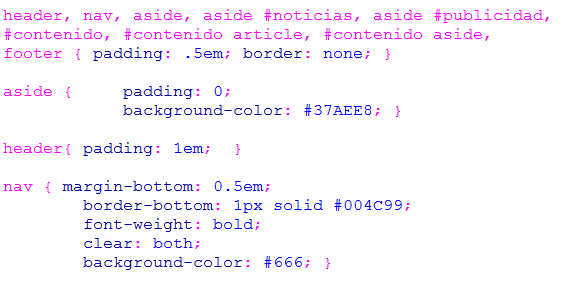 header, nav, aside, aside #noticias, aside #publicidad,
#contenido, #contenido article, #contenido aside,
footer { padding: .5em; border: none; }
aside { padding: 0;
background-color: #37AEE8; }
header{ padding: 1em; }
nav { margin-bottom: 0.5em;
border-bottom: 1px solid #004C99;
font-weight: bold;
clear: both;
background-color: #666; }